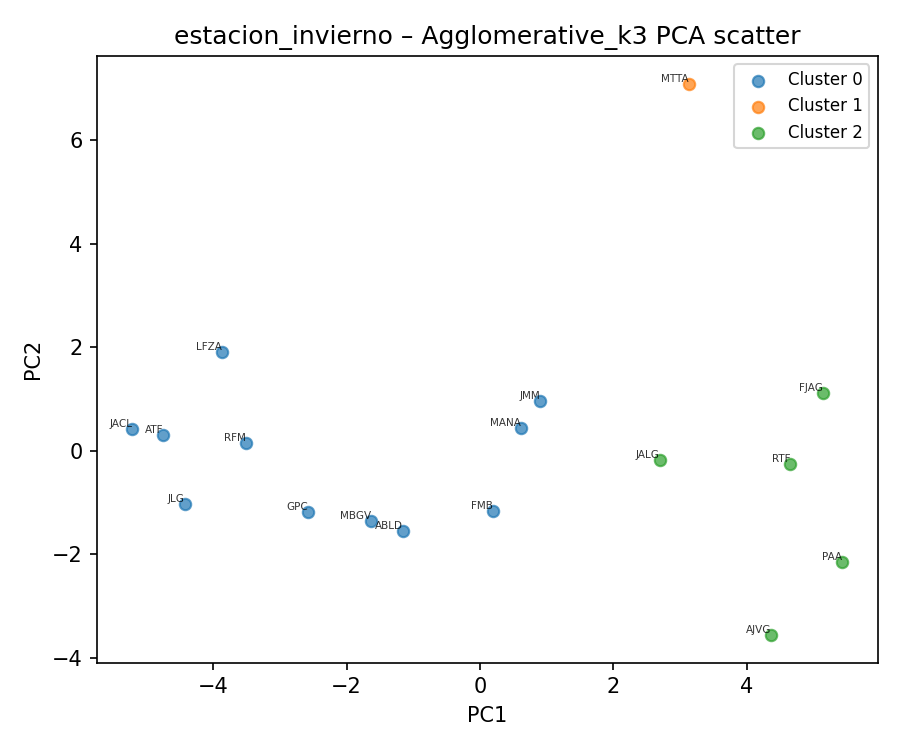 estacion_invierno – Agglomerative_k3 PCA scatter
Cluster 0
Cluster 1
Cluster 2
MTTA
LFZA
JACL
ATF
RFM
JLG
GPC
MBGV
ABLD
FMB
MANA
JMM
JALG
FJAG
RTF
PAA
AJVG
6
4
2
0
−2
−4
PC2
−4
−2
0
2
4
PC1